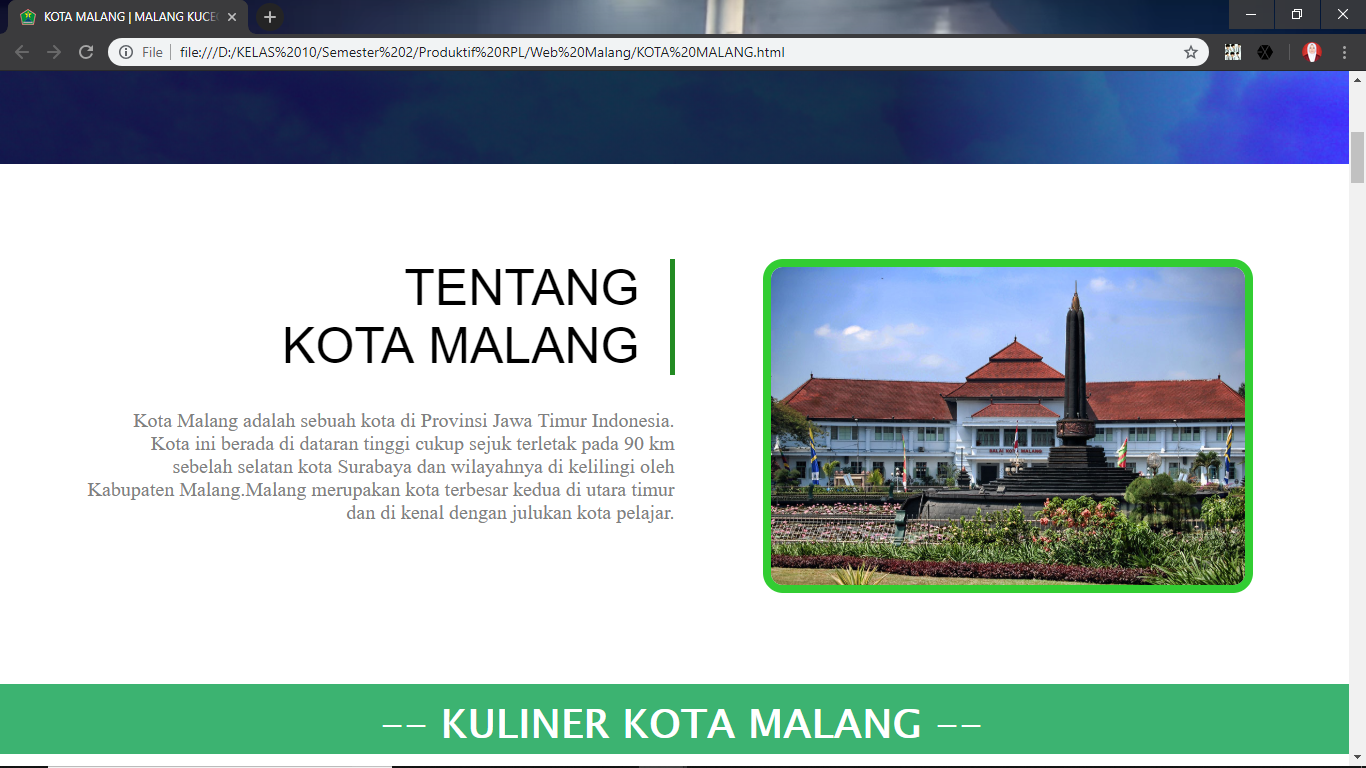 KOTA MALANG | MALANG KUCE
File
file:///D:/KELAS%2010/Semester%202/Produktif%20RPL/Web%20Malang/KOTA%20MALANG.html
TENTANG
KOTA MALANG
Kota Malang adalah sebuah kota di Provinsi Jawa Timur Indonesia.
Kota ini berada di dataran tinggi cukup sejuk terletak pada 90 km
sebelah selatan kota Surabaya dan wilayahnya di kelilingi oleh
Kabupaten Malang.Malang merupakan kota terbesar kedua di utara timur
dan di kenal dengan julukan kota pelajar.
BALAI KOTA MALANG
−− KULINER KOTA MALANG −−